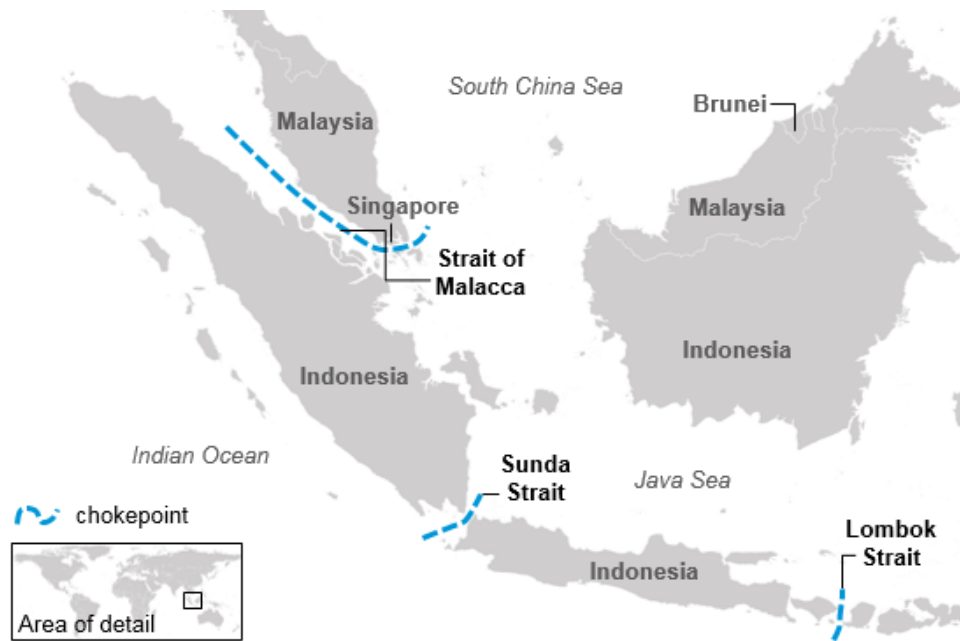 South China Sea
Brunei
Malaysia
Malaysia
Singapore
Strait of
Malacca
Indonesia
Indonesia
Indian Ocean
Sunda
Strait
Java Sea
chokepoint
Lombok
Strait
Indonesia
Area of detail